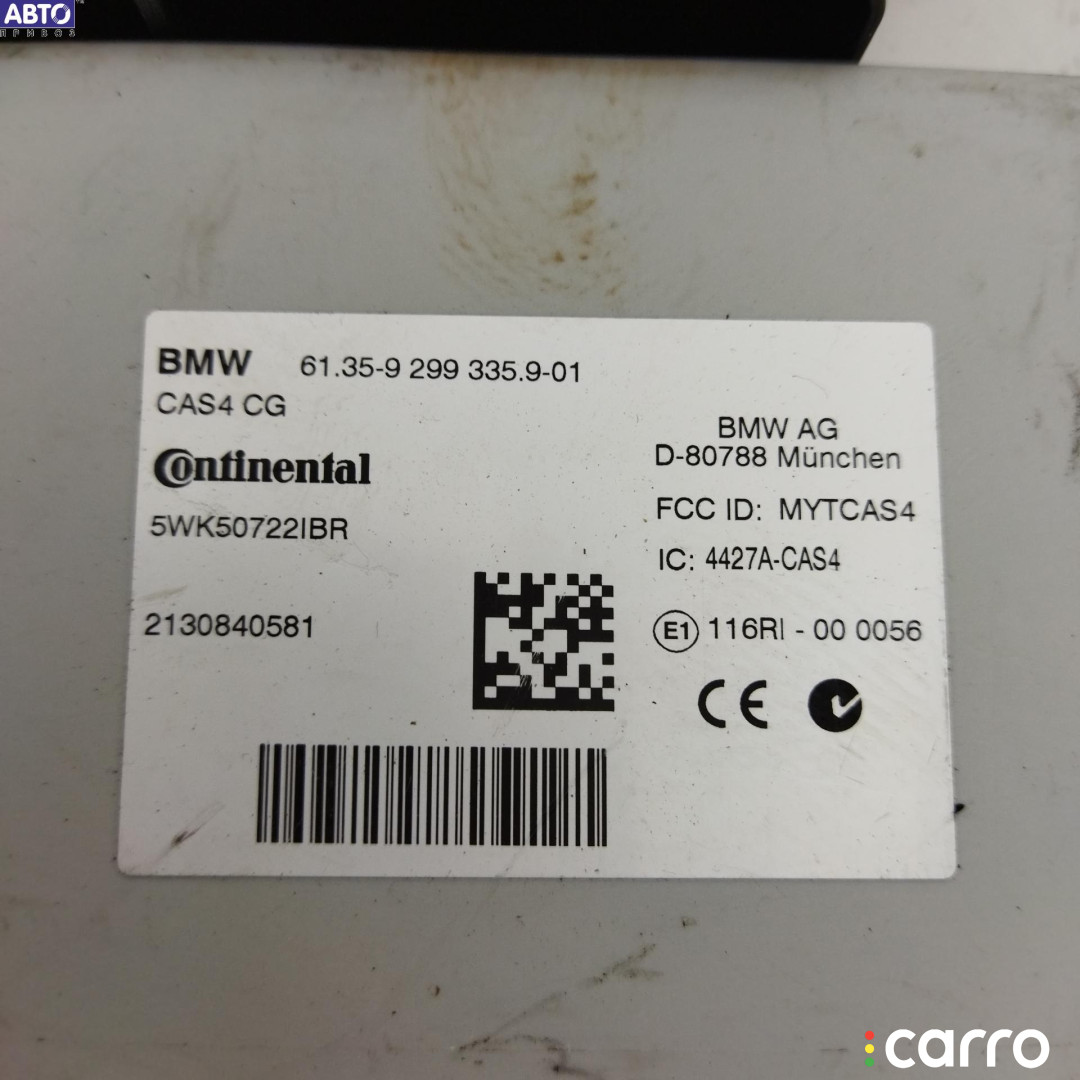 АВТО
ПРИВОЗ
BMW 61.35-9 299 335.9-01
CAS4 CG
Continental
5WK50722IBR
2130840581
BMW AG
D-80788 München
FCC ID: MYTCAS4
IC: 4427A-CAS4
E1 116RI - 00 0056
CE
carro